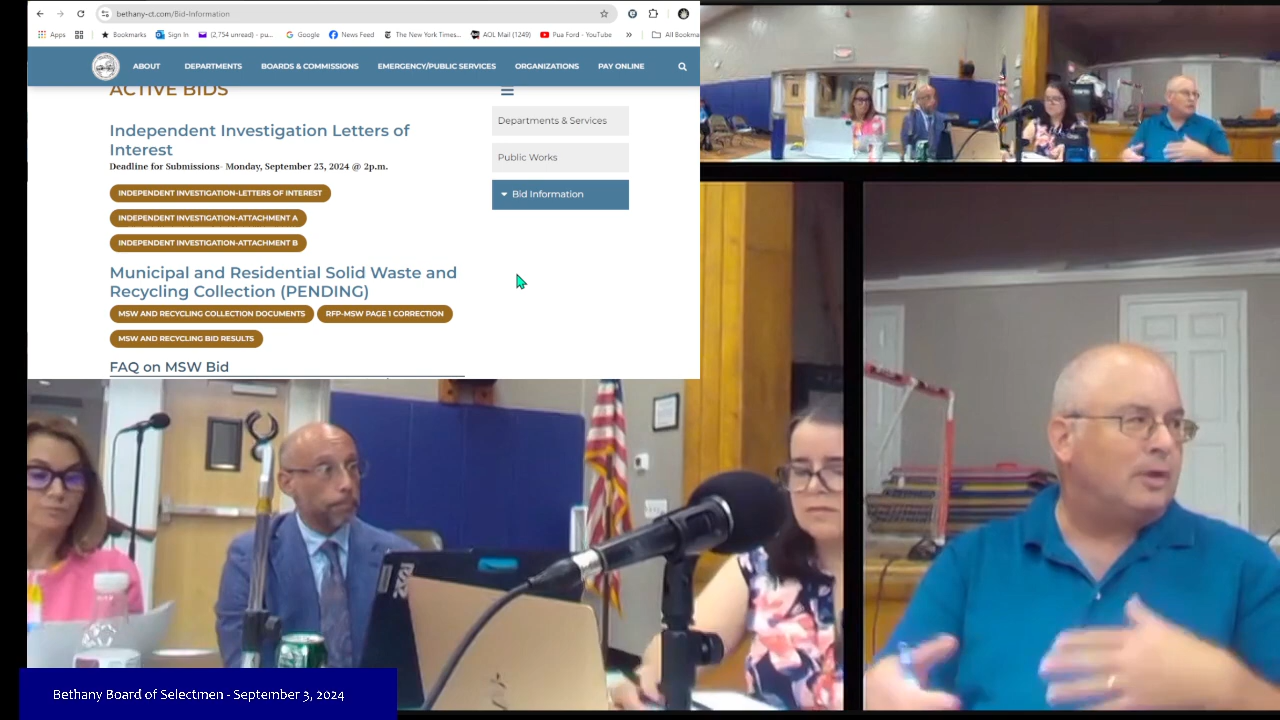 bethany-ct.com/Bid-Information
Apps Bookmarks Sign In (2,754 unread) - pu... Google News Feed The New York Times... AOL Mail (1249) Pua Ford - YouTube » All Bookma
ABOUT DEPARTMENTS BOARDS & COMMISSIONS EMERGENCY/PUBLIC SERVICES ORGANIZATIONS PAY ONLINE
ACTIVE BIDS
Independent Investigation Letters of
Interest
Deadline for Submissions- Monday, September 23, 2024 @ 2p.m.
INDEPENDENT INVESTIGATION-LETTERS OF INTEREST
INDEPENDENT INVESTIGATION-ATTACHMENT A
INDEPENDENT INVESTIGATION-ATTACHMENT B
Municipal and Residential Solid Waste and
Recycling Collection (PENDING)
MSW AND RECYCLING COLLECTION DOCUMENTS RFP-MSW PAGE 1 CORRECTION
MSW AND RECYCLING BID RESULTS
FAQ on MSW Bid
Departments & Services
Public Works
Bid Information
Bethany Board of Selectmen - September 3, 2024